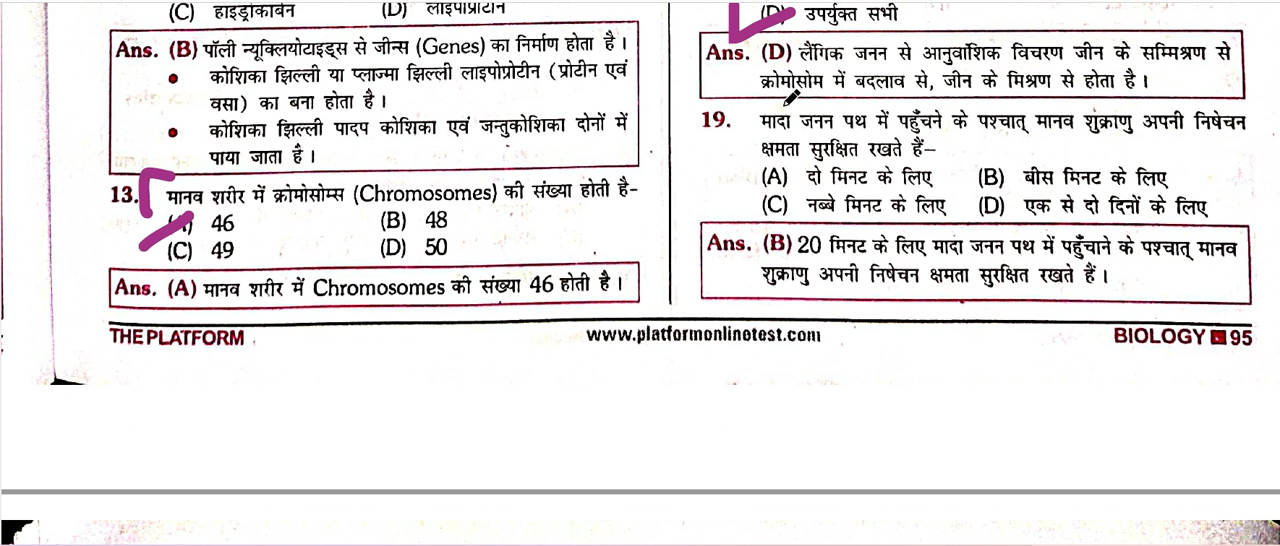 (C) हाइड्रोकार्बन (D) लाइपोप्रोटीन
Ans. (B) पॉली न्यूक्लियोटाइड्स से जीन्स (Genes) का निर्माण होता है।
• कोशिका झिल्ली या प्लाज्मा झिल्ली लाइपोप्रोटीन (प्रोटीन एवं
वसा) का बना होता है।
• कोशिका झिल्ली पादप कोशिका एवं जन्तुकोशिका दोनों में
पाया जाता है।
13. मानव शरीर में क्रोमोसोम्स (Chromosomes) की संख्या होती है-
(A) 46 (B) 48
(C) 49 (D) 50
Ans. (A) मानव शरीर में Chromosomes की संख्या 46 होती है।
(D) उपर्युक्त सभी
Ans. (D) लैंगिक जनन से आनुवांशिक विचरण जीन के सम्मिश्रण से
क्रोमोसोम में बदलाव से, जीन के मिश्रण से होता है।
19. मादा जनन पथ में पहुँचने के पश्चात् मानव शुक्राणु अपनी निषेचन
क्षमता सुरक्षित रखते हैं–
(A) दो मिनट के लिए (B) बीस मिनट के लिए
(C) नब्बे मिनट के लिए (D) एक से दो दिनों के लिए
Ans. (B) 20 मिनट के लिए मादा जनन पथ में पहुँचाने के पश्चात् मानव
शुक्राणु अपनी निषेचन क्षमता सुरक्षित रखते हैं।
THE PLATFORM www.platformonlinetest.com BIOLOGY 95